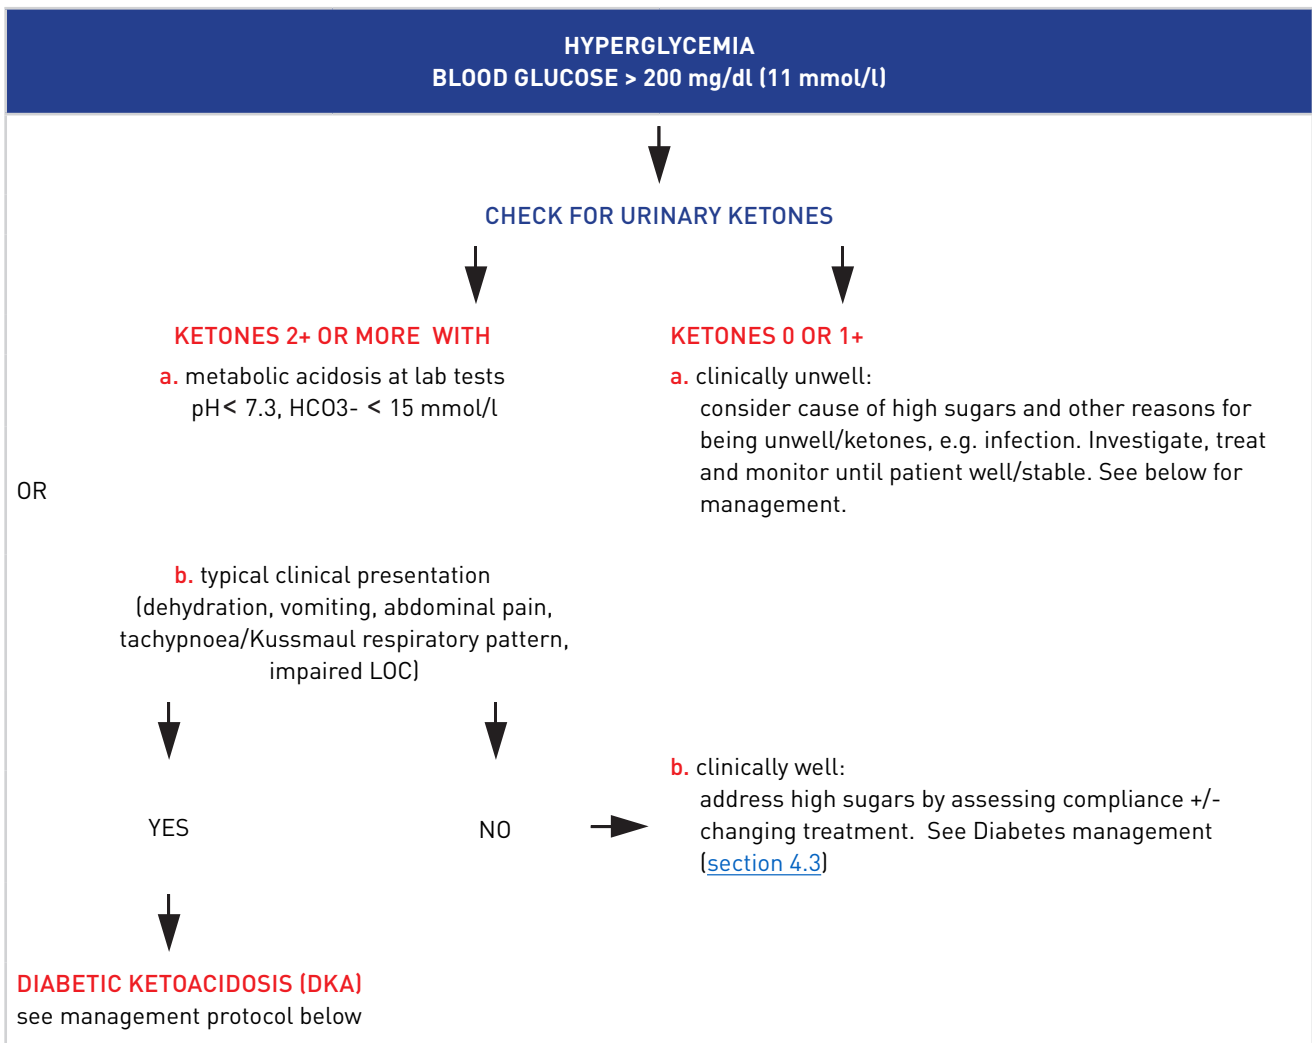 HYPERGLYCEMIA
BLOOD GLUCOSE > 200 mg/dl (11 mmol/l)
CHECK FOR URINARY KETONES
KETONES 2+ OR MORE WITH
a. metabolic acidosis at lab tests
pH< 7.3, HCO3- < 15 mmol/l
OR
b. typical clinical presentation
(dehydration, vomiting, abdominal pain,
tachypnoea/Kussmaul respiratory pattern,
impaired LOC)
YES
NO
DIABETIC KETOACIDOSIS (DKA)
see management protocol below
KETONES 0 OR 1+
a. clinically unwell:
consider cause of high sugars and other reasons for
being unwell/ketones, e.g. infection. Investigate, treat
and monitor until patient well/stable. See below for
management.
b. clinically well:
address high sugars by assessing compliance +/-
changing treatment. See Diabetes management
(section 4.3)